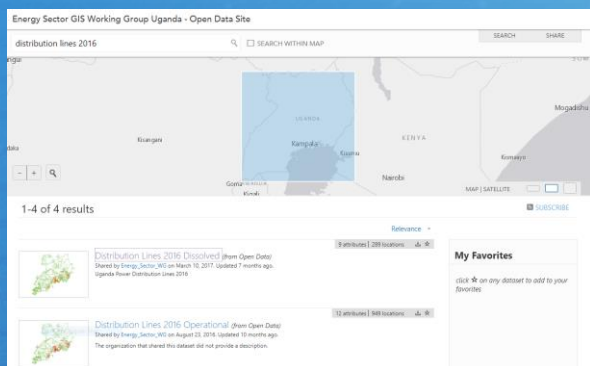 Energy Sector GIS Working Group Uganda - Open Data Site
distribution lines 2016
SEARCH WITHIN MAP
SEARCH SHARE
Mogadishu
UGANDA
Kisangani
KENYA
Kampala
Kisumu
Kismaayo
Nairobi
Goma
Kigali
MAP | SATELLITE
1-4 of 4 results
SUBSCRIBE
Relevance
9 attributes | 299 locations
Distribution Lines 2016 Dissolved (from Open Data)
Shared by Energy_Sector_WG on March 10, 2017. Updated 7 months ago.
Uganda Power Distribution Lines 2016
My Favorites
click ★ on any dataset to add to your
favorites
12 attributes | 949 locations
Distribution Lines 2016 Operational (from Open Data)
Shared by Energy_Sector_WG on August 23, 2016. Updated 10 months ago.
The organization that shared this dataset did not provide a description.